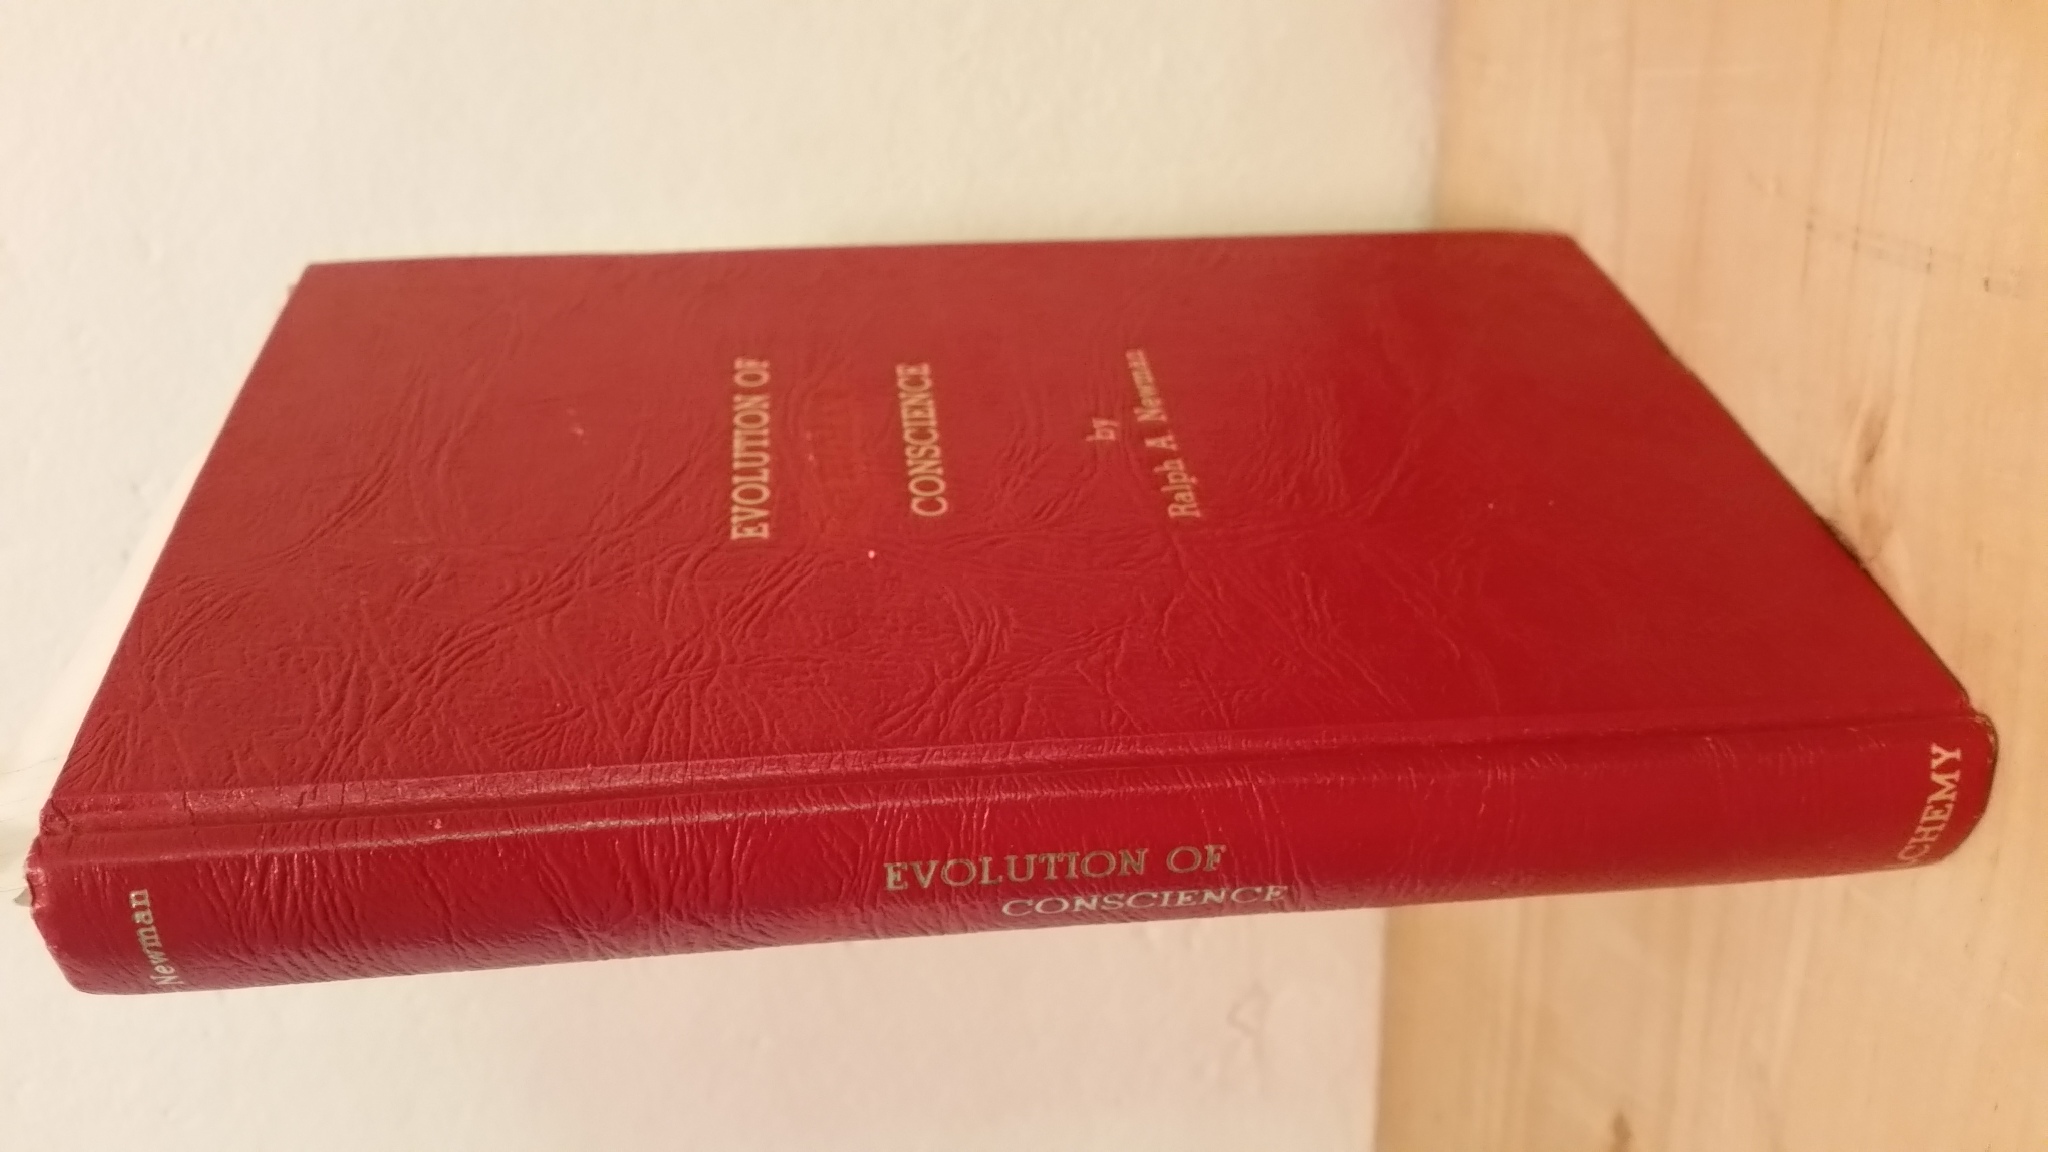 EVOLUTION OF
CONSCIENCE
by
Ralph A Newman
Newman
EVOLUTION OF
CONSCIENCE
CHEMY